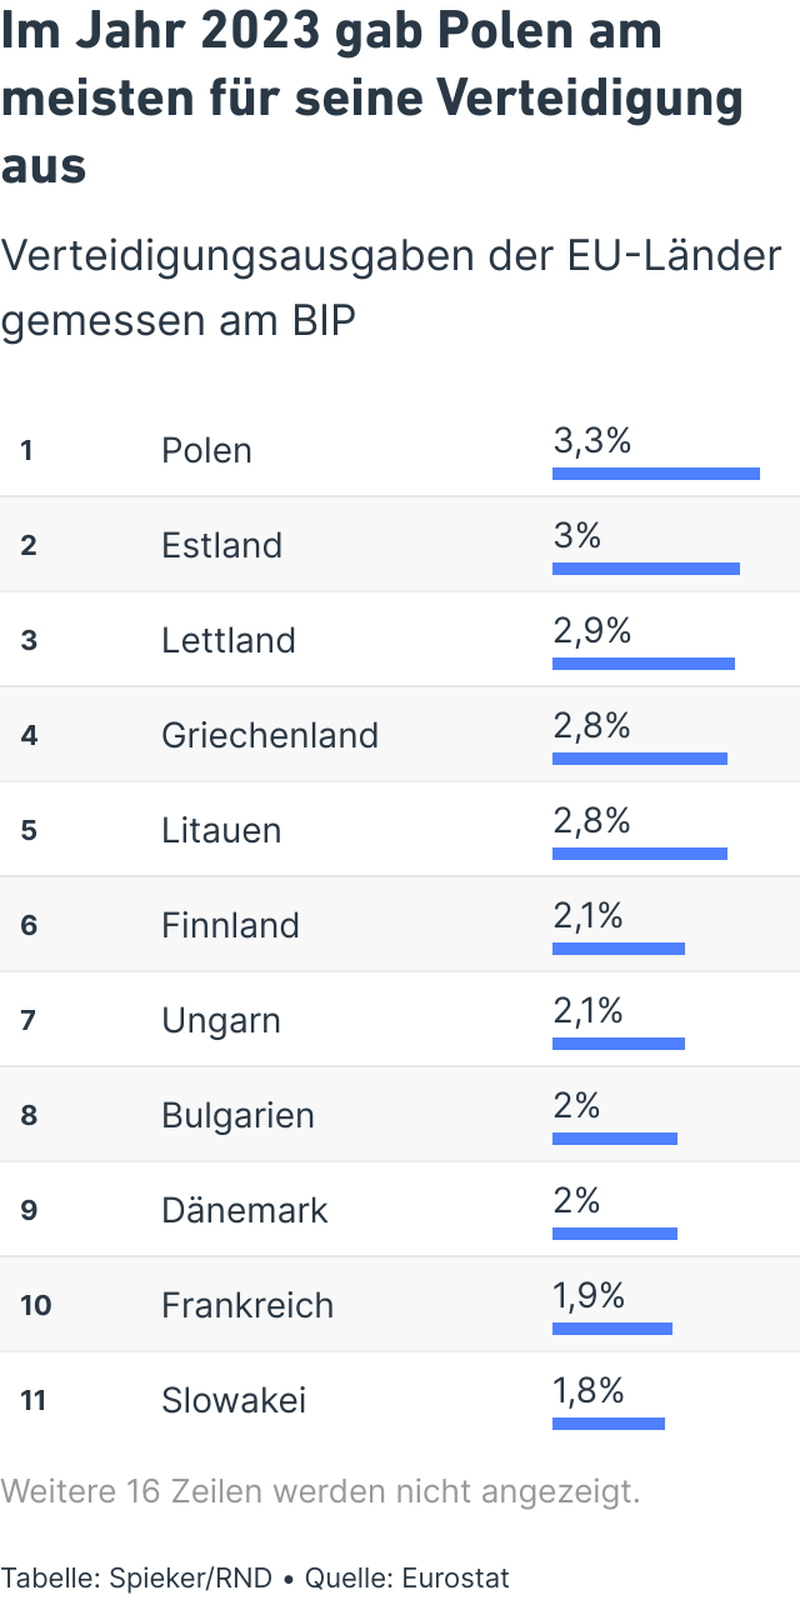 Im Jahr 2023 gab Polen am
meisten für seine Verteidigung
aus
Verteidigungsausgaben der EU-Länder
gemessen am BIP
1 Polen 3,3%
2 Estland 3%
3 Lettland 2,9%
4 Griechenland 2,8%
5 Litauen 2,8%
6 Finnland 2,1%
7 Ungarn 2,1%
8 Bulgarien 2%
9 Dänemark 2%
10 Frankreich 1,9%
11 Slowakei 1,8%
Weitere 16 Zeilen werden nicht angezeigt.
Tabelle: Spieker/RND • Quelle: Eurostat